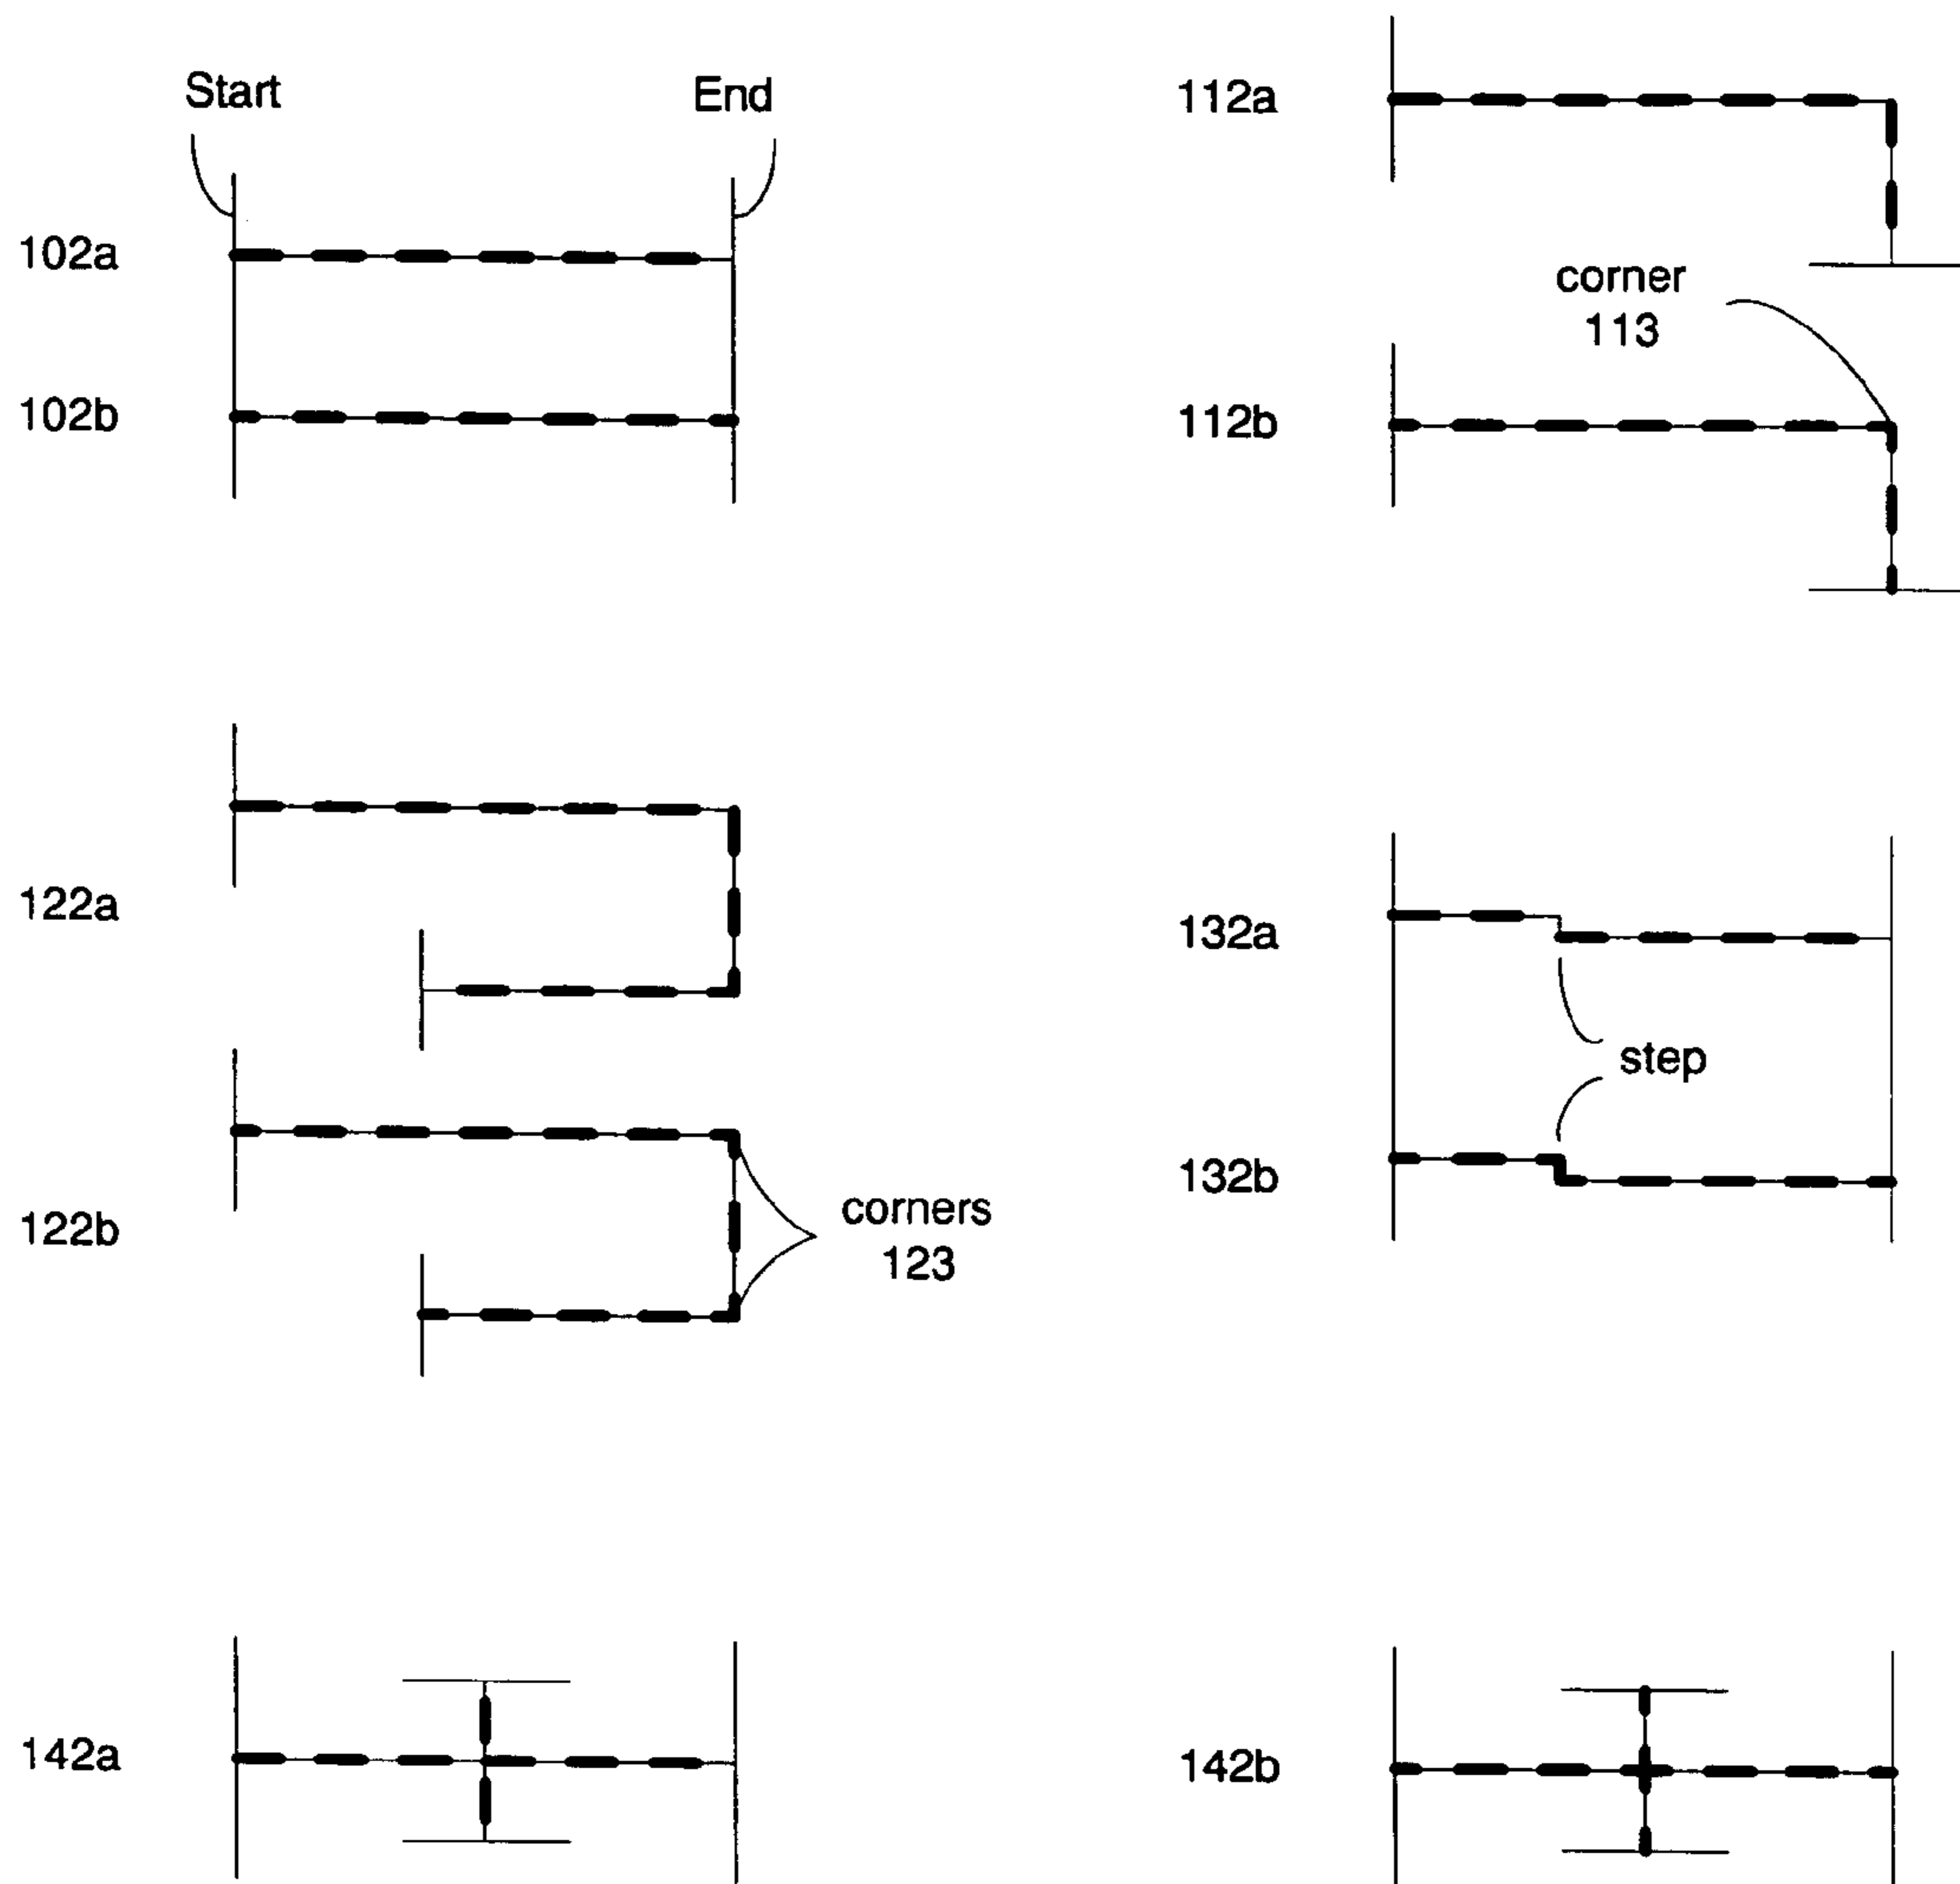 Start
End
102a
102b
112a
corner
113
112b
122a
122b
corners
123
132a
step
132b
142a
142b